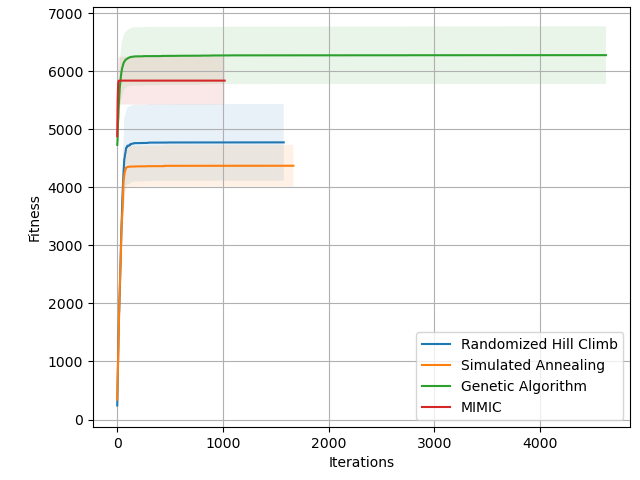 7000
6000
5000
4000
3000
2000
1000
0
Fitness
0 1000 2000 3000 4000
Iterations
Randomized Hill Climb
Simulated Annealing
Genetic Algorithm
MIMIC